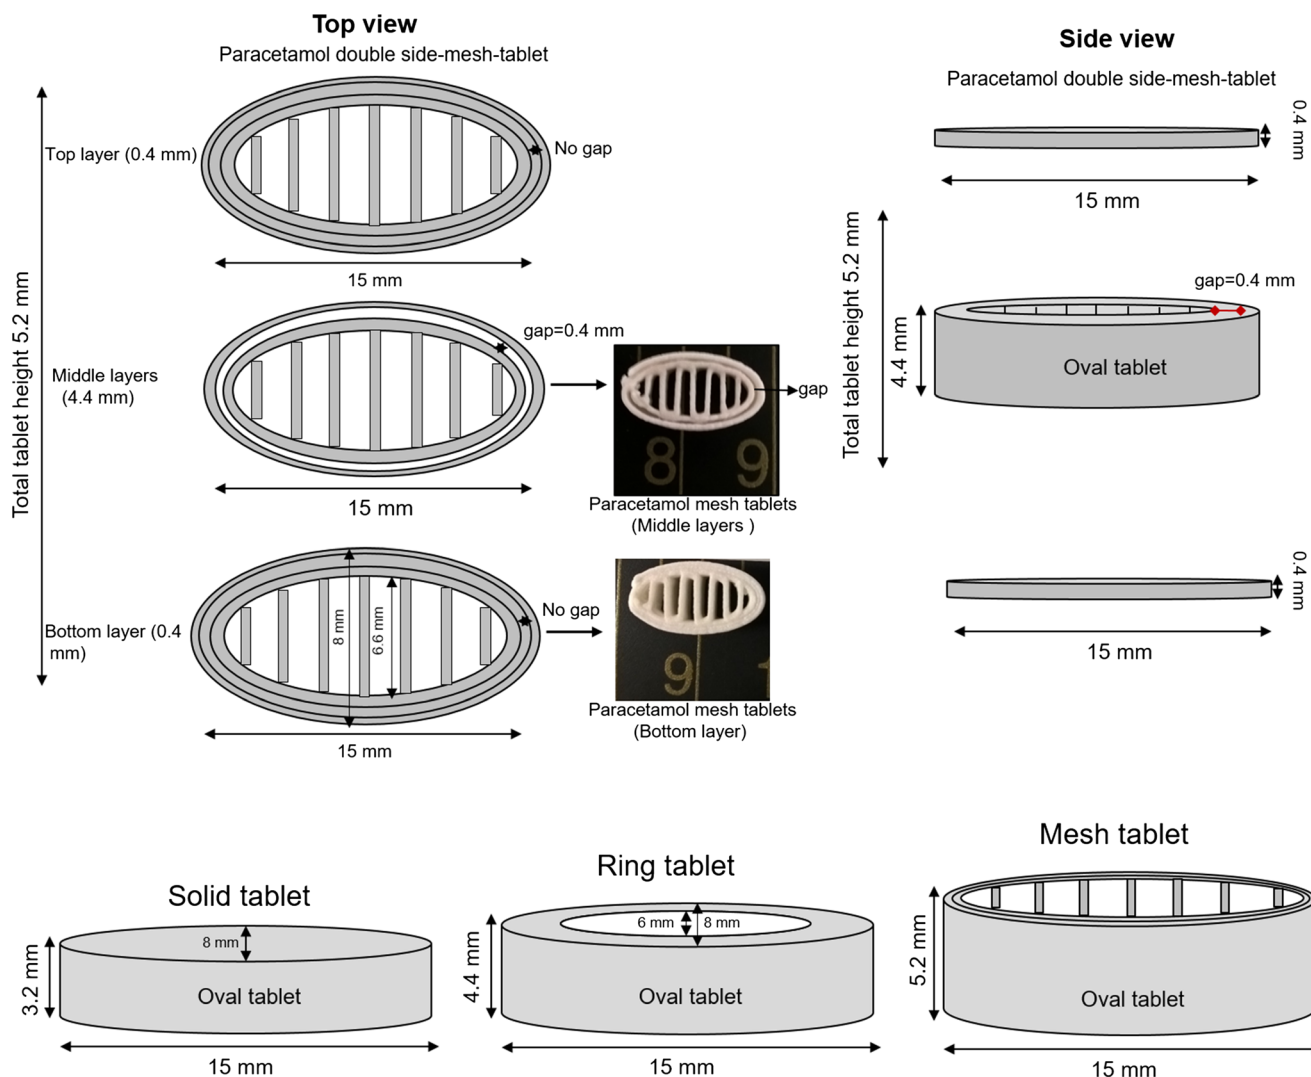 Top view
Paracetamol double side-mesh-tablet
Top layer (0.4 mm)
No gap
15 mm
Total tablet height 5.2 mm
Middle layers
(4.4 mm)
gap=0.4 mm
gap
8
9
15 mm
Paracetamol mesh tablets
(Middle layers )
Bottom layer (0.4
mm)
8 mm
6.6 mm
No gap
9
1
15 mm
Paracetamol mesh tablets
(Bottom layer)
Side view
Paracetamol double side-mesh-tablet
0.4 mm
15 mm
Total tablet height 5.2 mm
gap=0.4 mm
4.4 mm
Oval tablet
0.4 mm
15 mm
Solid tablet
8 mm
3.2 mm
Oval tablet
15 mm
Ring tablet
6 mm
8 mm
4.4 mm
Oval tablet
15 mm
Mesh tablet
5.2 mm
Oval tablet
15 mm